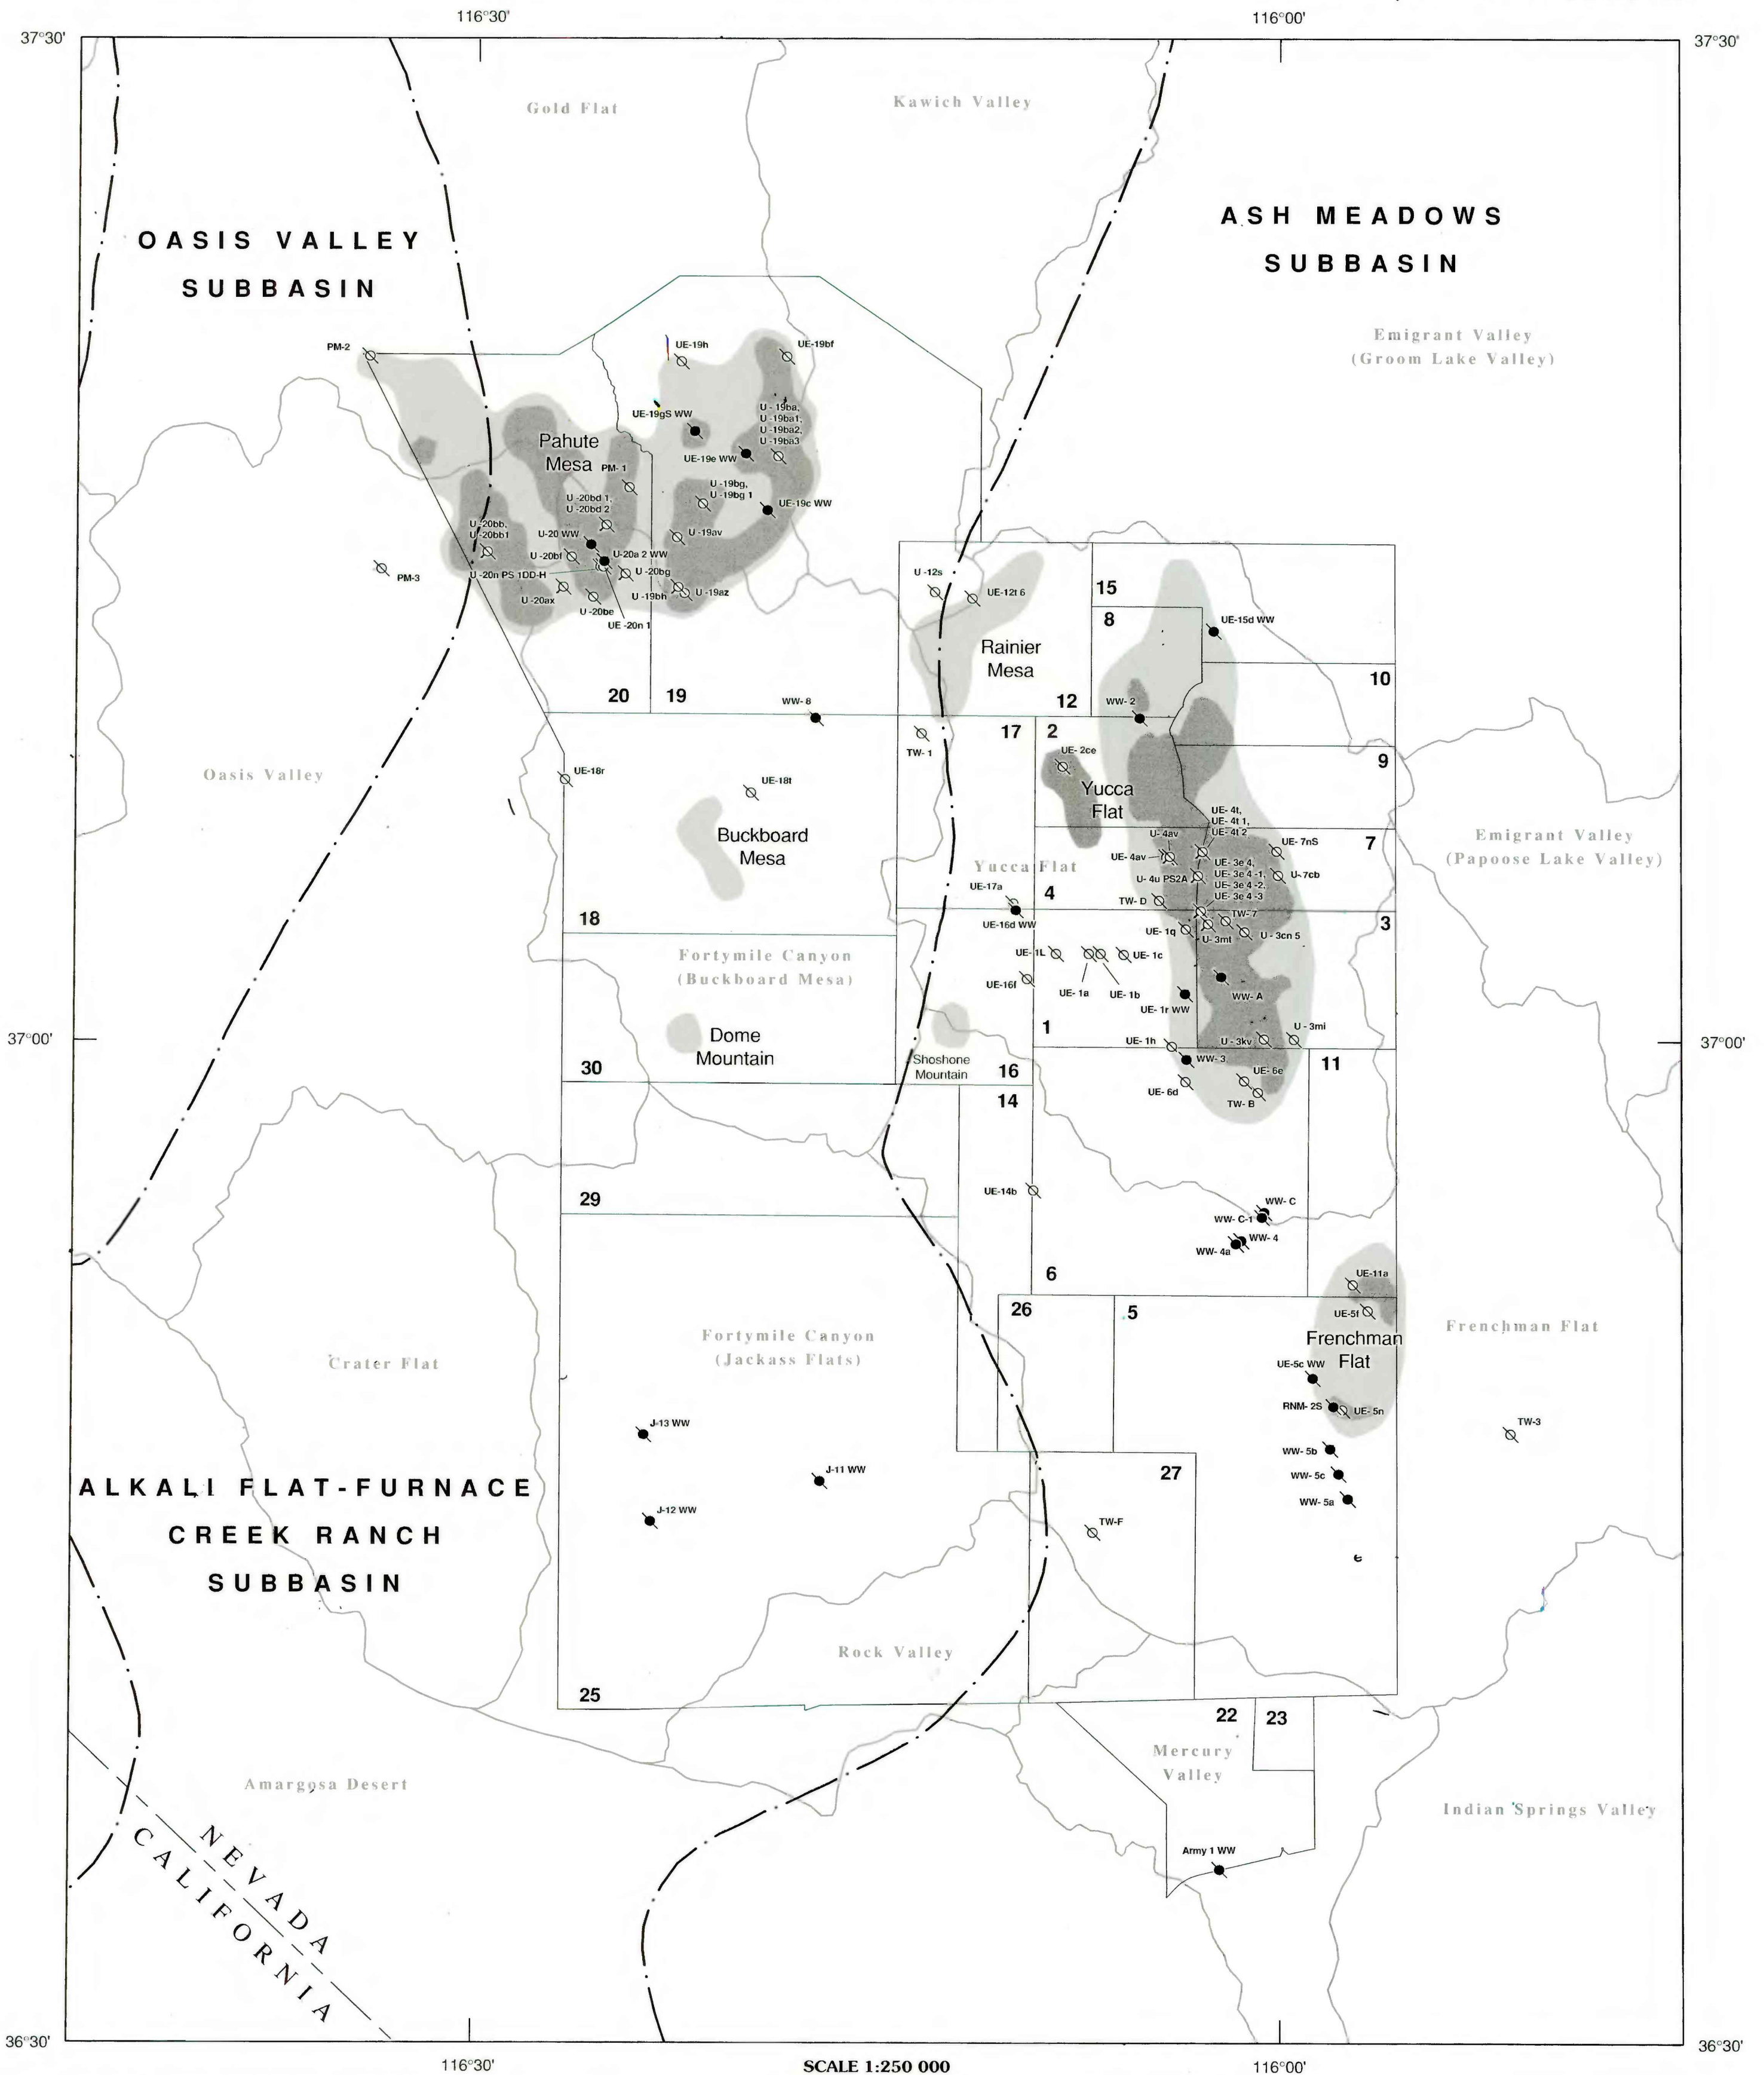 116°30'
116°00'
37°30'
37°30'
Gold Flat
Kawich Valley
OASIS VALLEY
SUBBASIN
ASH MEADOWS
SUBBASIN
Emigrant Valley
(Groom Lake Valley)
PM-2
UE-19h
UE-19bf
UE-19gS WW
U -19ba,
U -19ba1,
U -19ba2,
U -19ba3
Pahute
Mesa
PM- 1
UE-19e WW
U -19bg,
U -19bg 1
U -20bd 1,
U -20bd 2
UE-19c WW
U -20bb,
U -20bb1
U-20 WW
U -19av
U -20bf
U-20a 2 WW
U -20n PS 1DD-H
U -20bg
PM-3
U -20ax
U -20be
U -19bh
U -19az
UE -20n 1
U -12s
UE-12t 6
15
8
UE-15d WW
Rainier
Mesa
10
20
19
12
WW- 8
WW- 2
17
2
TW- 1
UE- 2ce
9
Oasis Valley
UE-18r
UE-18t
Yucca
Flat
Buckboard
Mesa
UE- 4t,
UE- 4t 1,
UE- 4t 2
U- 4av
UE- 4av
UE- 7nS
7
Emigrant Valley
(Papoose Lake Valley)
Yucca Flat
U- 4u PS2A
UE- 3e 4,
UE- 3e 4 -1,
UE- 3e 4 -2,
UE- 3e 4 -3
U- 7cb
UE-17a
4
TW- D
18
UE-16d WW
UE- 1q
TW- 7
U- 3mt
U - 3cn 5
3
Fortymile Canyon
(Buckboard Mesa)
UE- 1L
UE- 1c
UE-16f
UE- 1a
UE- 1b
WW- A
UE- 1r WW
37°00'
37°00'
Dome
Mountain
1
U - 3mi
UE- 1h
U - 3kv
Shoshone
Mountain
30
16
WW- 3
11
UE- 6e
UE- 6d
TW- B
14
29
UE-14b
WW- C
WW- C-1
WW- 4
WW- 4a
6
UE-11a
26
5
UE-5f
Frenchman Flat
Crater Flat
Fortymile Canyon
(Jackass Flats)
Frenchman
Flat
UE-5c WW
RNM- 2S
UE- 5n
J-13 WW
TW-3
WW- 5b
J-11 WW
27
WW- 5c
WW- 5a
J-12 WW
TW-F
ALKALI FLAT-FURNACE
CREEK RANCH
SUBBASIN
Rock Valley
25
22
23
Mercury
Valley
Amargosa Desert
Indian Springs Valley
NEVADA
CALIFORNIA
Army 1 WW
36°30'
36°30'
116°30'
SCALE 1:250 000
116°00'